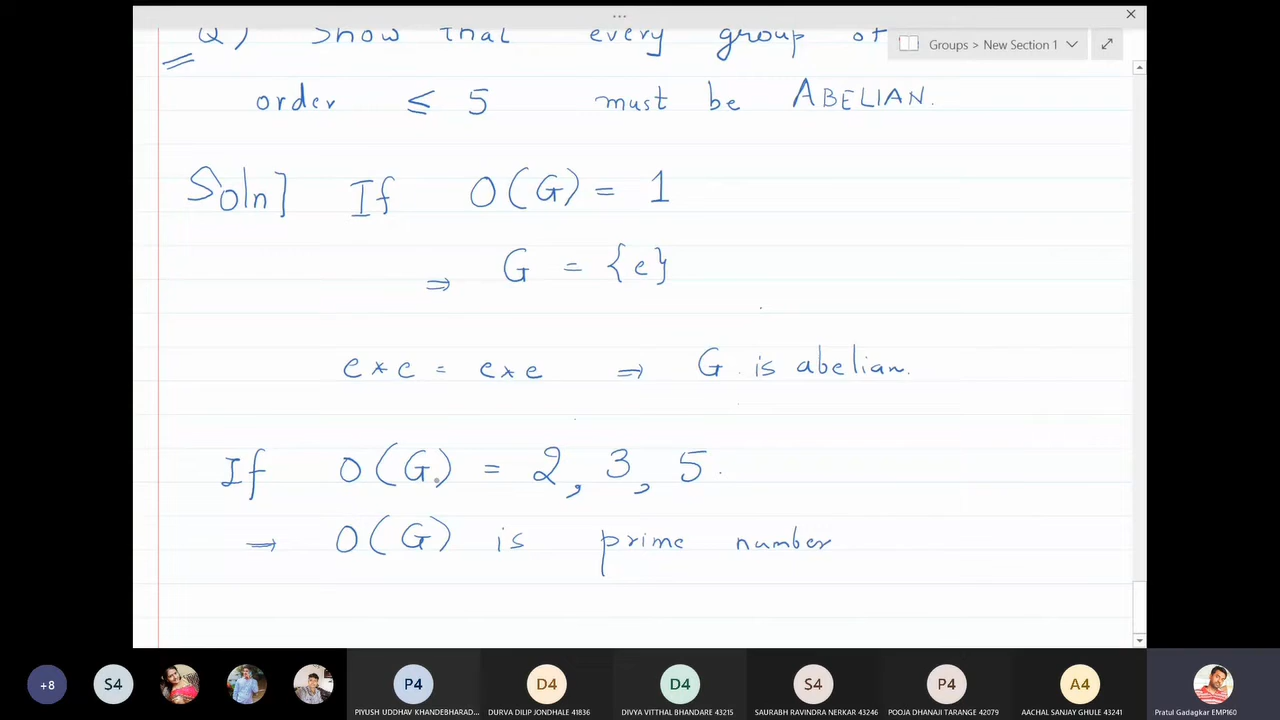 Q) Show that every group of
Groups > New Section 1
order ≤ 5 must be ABELIAN.
Soln] If O(G) = 1
⇒ G = {e}
e * e = e * e ⇒ G is abelian.
If O(G) = 2, 3, 5.
→ O(G) is prime number
+8
S4
P4
D4
D4
S4
P4
A4
PIYUSH UDDHAV KHANDEBHARAD...
DURVA DILIP JONDHALE 41836
DIVYA VITTHAL BHANDARE 43215
SAURABH RAVINDRA NERKAR 43246
POOJA DHANAJI TARANGE 42079
AACHAL SANJAY GHULE 43241
Pratul Gadagkar EMP160